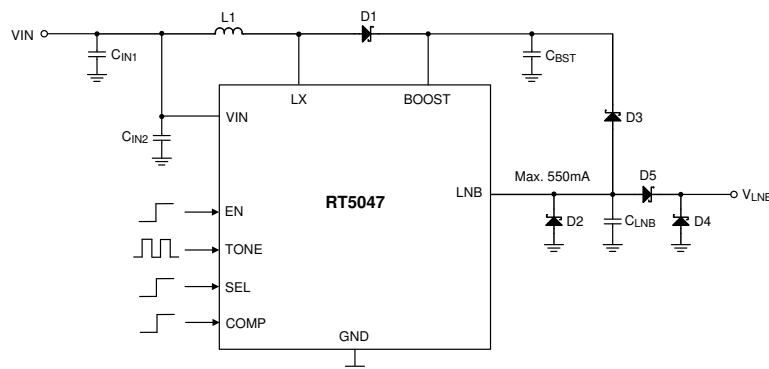 L1
D1
VIN
CIN1
CBST
LX
BOOST
VIN
D3
CIN2
Max. 550mA
D5
LNB
RT5047
VLNB
EN
D2
CLNB
D4
TONE
SEL
COMP
GND